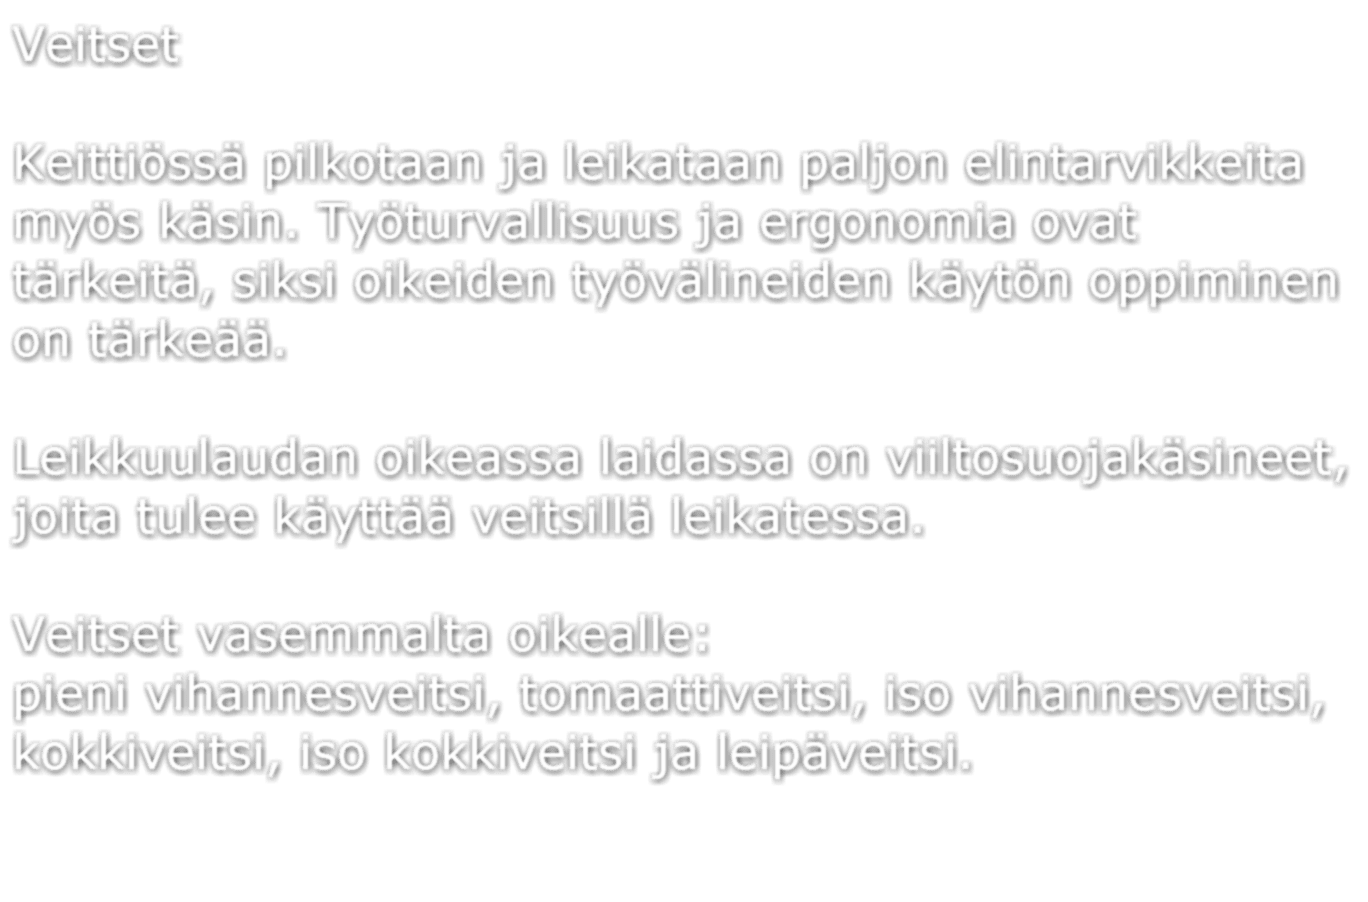 Veitset
Keittiössä pilkotaan ja leikataan paljon elintarvikkeita
myös käsin. Työturvallisuus ja ergonomia ovat
tärkeitä, siksi oikeiden työvälineiden käytön oppiminen
on tärkeää.
Leikkuulaudan oikeassa laidassa on viiltosuojakäsineet,
joita tulee käyttää veitsillä leikatessa.
Veitset vasemmalta oikealle:
pieni vihannesveitsi, tomaattiveitsi, iso vihannesveitsi,
kokkiveitsi, iso kokkiveitsi ja leipäveitsi.